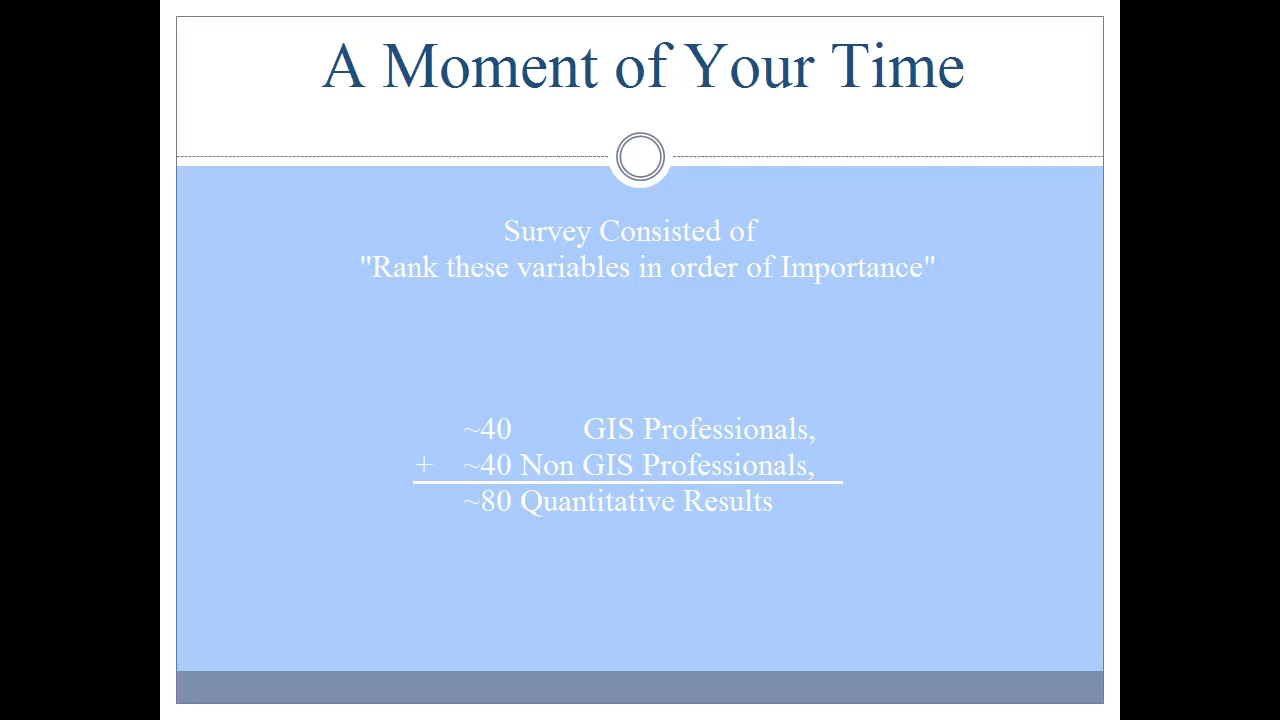 A Moment of Your Time
Survey Consisted of
"Rank these variables in order of Importance"
~40 GIS Professionals,
+ ~40 Non GIS Professionals,
~80 Quantitative Results